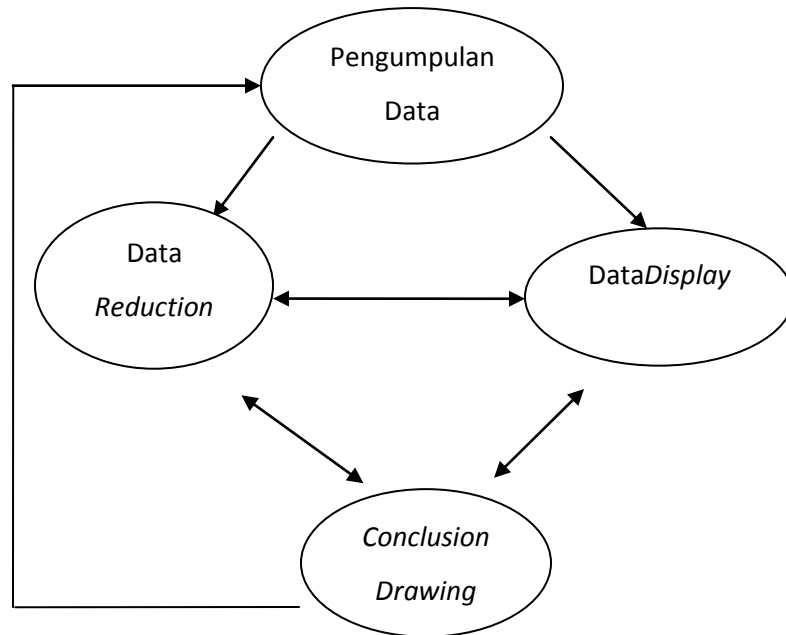 Pengumpulan
Data
Data
Reduction
DataDisplay
Conclusion
Drawing